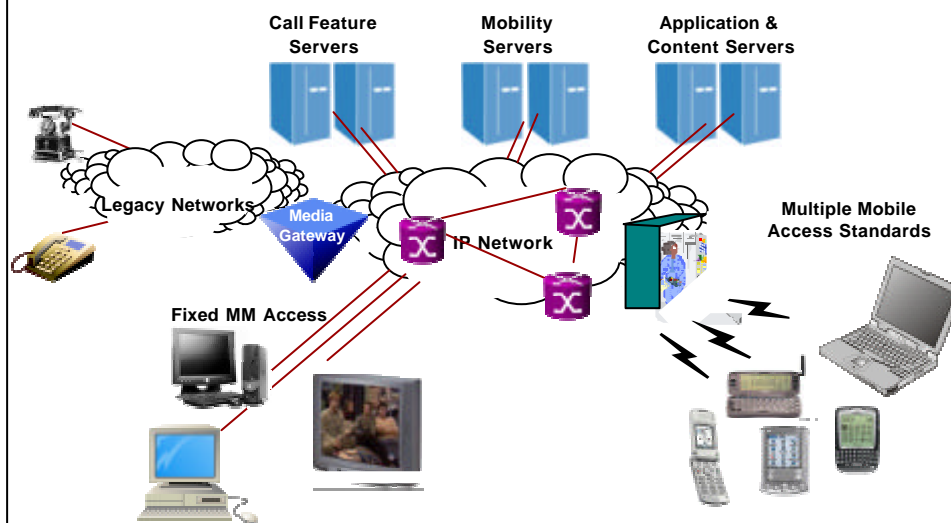 Call Feature
Servers
Mobility
Servers
Application &
Content Servers
Legacy Networks
Media
Gateway
IP Network
Multiple Mobile
Access Standards
Fixed MM Access